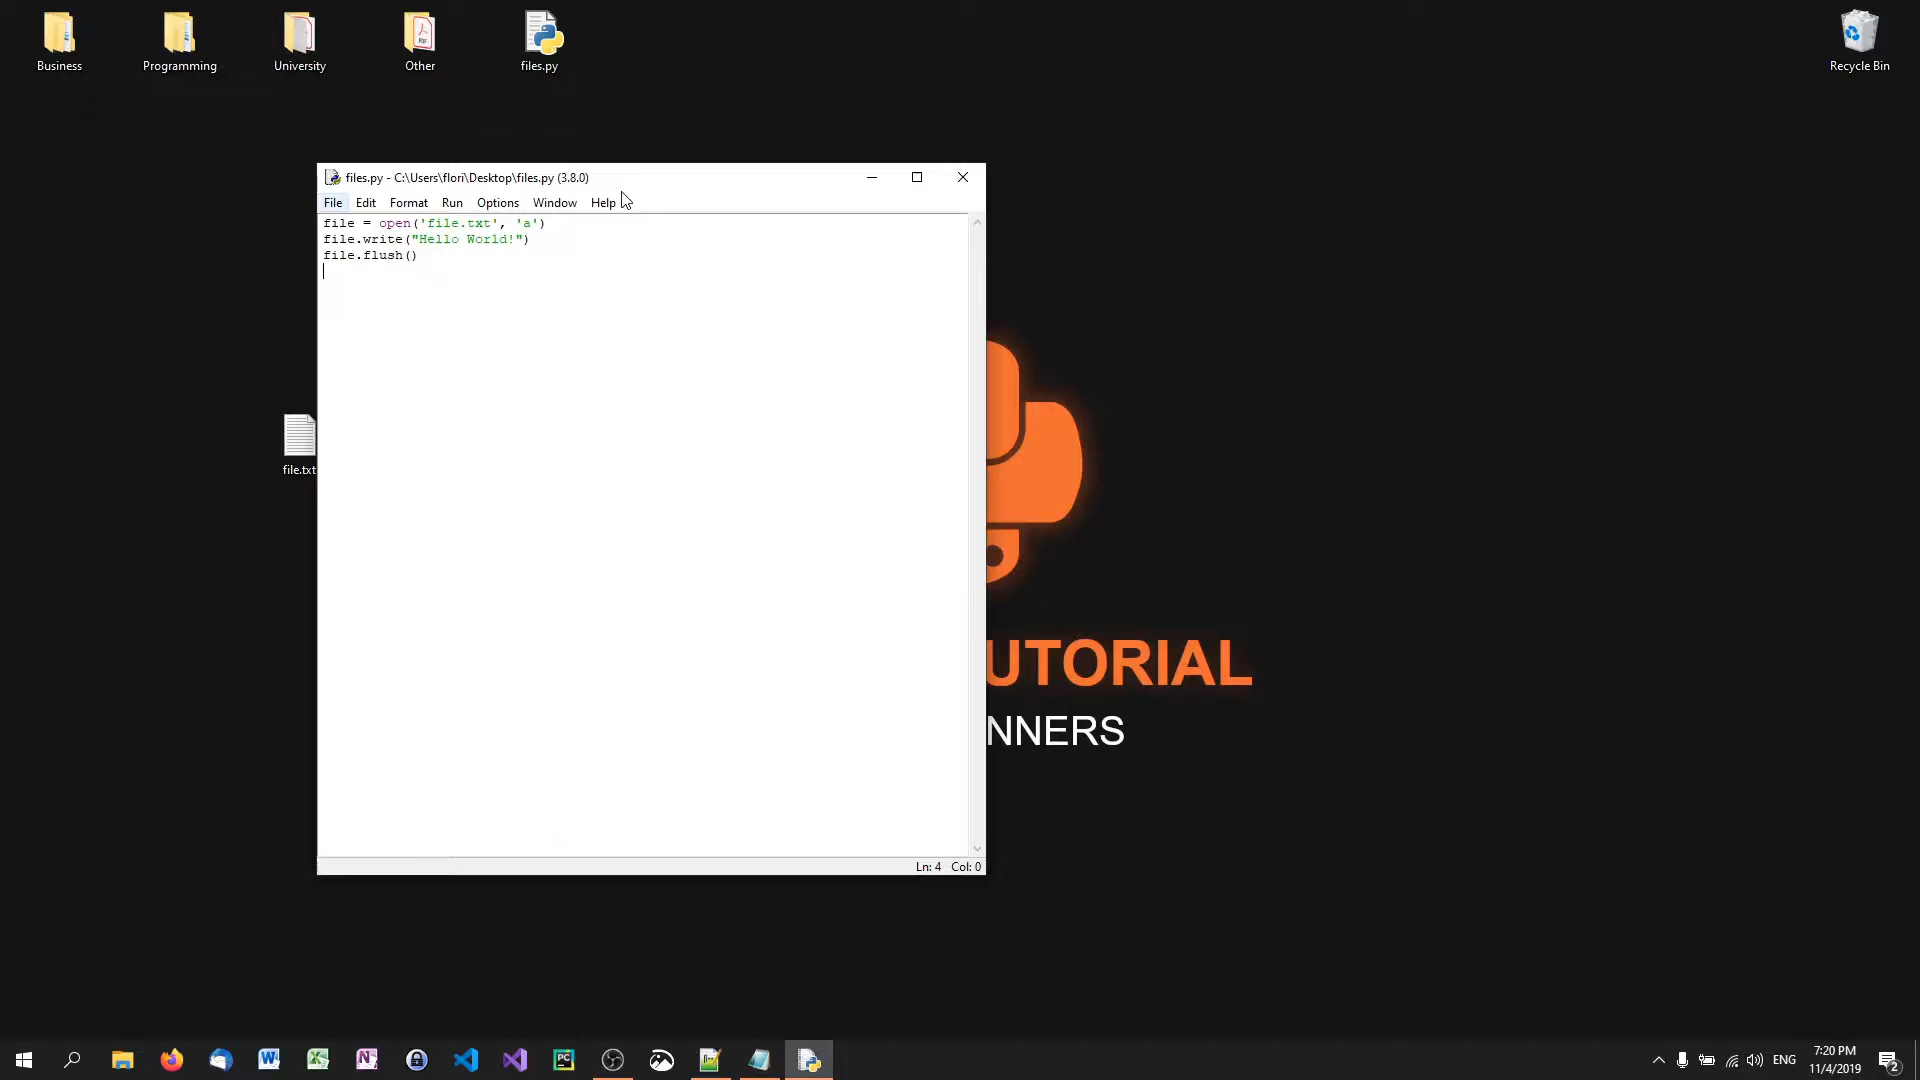 Business
Programming
University
Other
files.py
Recycle Bin
files.py - C:\Users\flori\Desktop\files.py (3.8.0)
File Edit Format Run Options Window Help
file = open('file.txt', 'a')
file.write("Hello World!")
file.flush()
file.txt
UTORIAL
NNERS
Ln: 4 Col: 0
ENG
7:20 PM
11/4/2019
2